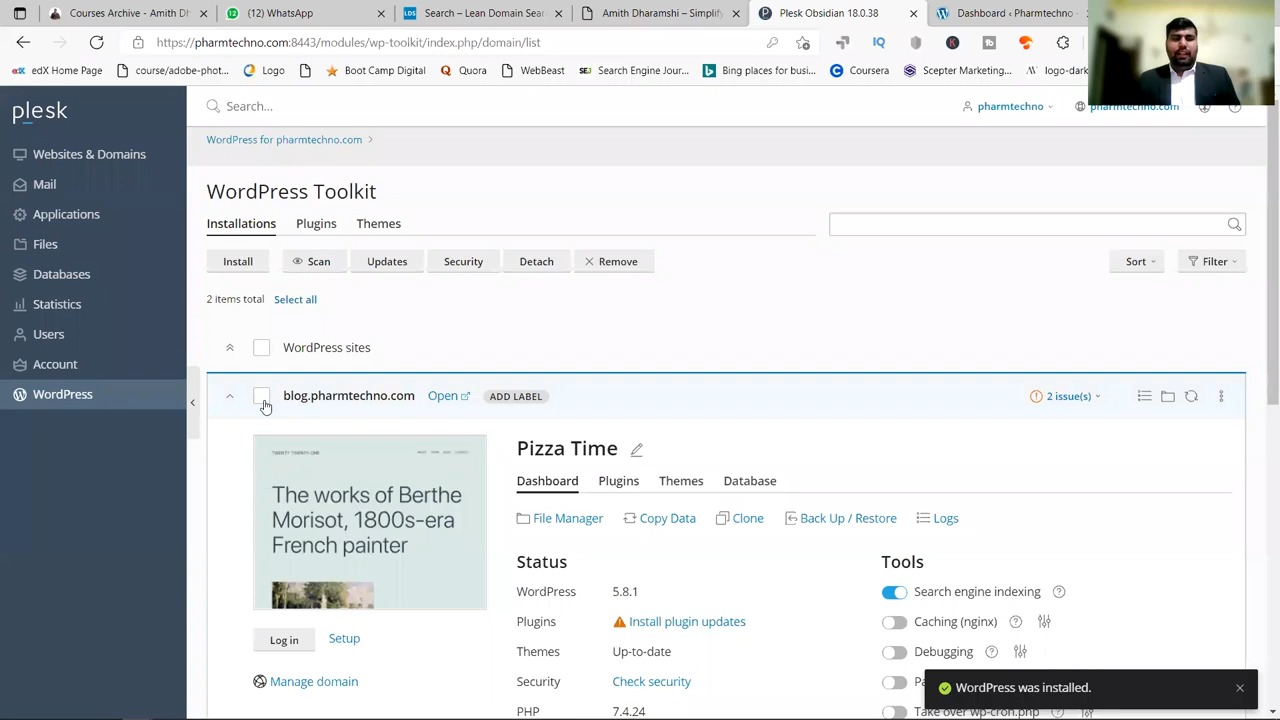 Courses Archive - Amith Dh
(12) WhatsApp
LDS
Search – Lean Domain Sear
Amith Dharamshi – Simplify
Plesk Obsidian 18.0.38
Dashboard ‹ Pharmtechno
https://pharmtechno.com:8443/modules/wp-toolkit/index.php/domain/list
IQ
edX Home Page
course/adobe-phot...
Logo
Boot Camp Digital
Quora
WebBeast
SEJ
Search Engine Jour...
Bing places for busi...
Coursera
Scepter Marketing...
logo-dark
plesk
Search...
pharmtechno
pharmtechno.com
Websites & Domains
Mail
Applications
Files
Databases
Statistics
Users
Account
WordPress
WordPress for pharmtechno.com
WordPress Toolkit
Installations
Plugins
Themes
Install
Scan
Updates
Security
Detach
Remove
Sort
Filter
2 items total
Select all
WordPress sites
blog.pharmtechno.com
Open
ADD LABEL
2 issue(s)
TWENTY TWENTY-ONE
The works of Berthe
Morisot, 1800s-era
French painter
Log in
Setup
Manage domain
Pizza Time
Dashboard
Plugins
Themes
Database
File Manager
Copy Data
Clone
Back Up / Restore
Logs
Status
WordPress
5.8.1
Plugins
Install plugin updates
Themes
Up-to-date
Security
Check security
PHP
7.4.24
Tools
Search engine indexing
Caching (nginx)
Debugging
Take over wp-cron.php
WordPress was installed.